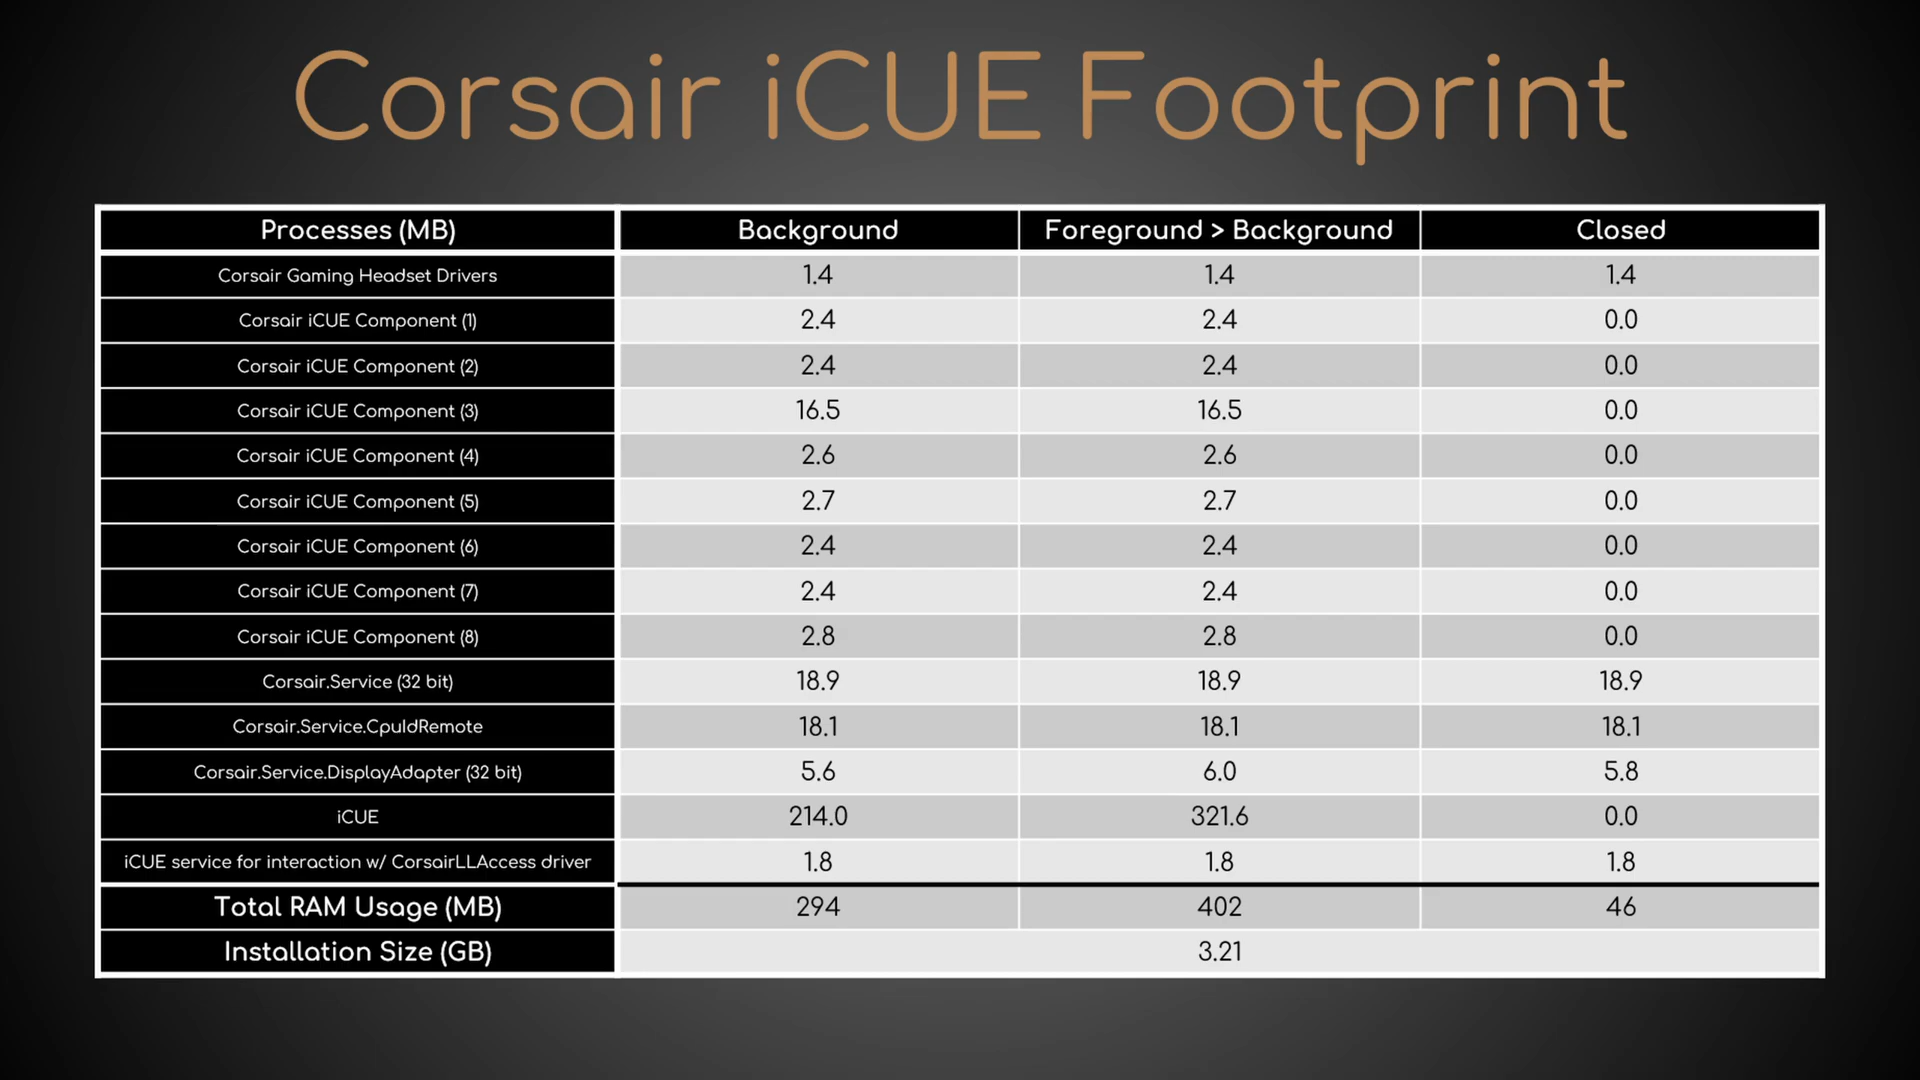 Corsair iCUE Footprint
Processes (MB) Background Foreground > Background Closed
Corsair Gaming Headset Drivers 1.4 1.4 1.4
Corsair iCUE Component (1) 2.4 2.4 0.0
Corsair iCUE Component (2) 2.4 2.4 0.0
Corsair iCUE Component (3) 16.5 16.5 0.0
Corsair iCUE Component (4) 2.6 2.6 0.0
Corsair iCUE Component (5) 2.7 2.7 0.0
Corsair iCUE Component (6) 2.4 2.4 0.0
Corsair iCUE Component (7) 2.4 2.4 0.0
Corsair iCUE Component (8) 2.8 2.8 0.0
Corsair.Service (32 bit) 18.9 18.9 18.9
Corsair.Service.CpuIdRemote 18.1 18.1 18.1
Corsair.Service.DisplayAdapter (32 bit) 5.6 6.0 5.8
iCUE 214.0 321.6 0.0
iCUE service for interaction w/ CorsairLLAccess driver 1.8 1.8 1.8
Total RAM Usage (MB) 294 402 46
Installation Size (GB) 3.21